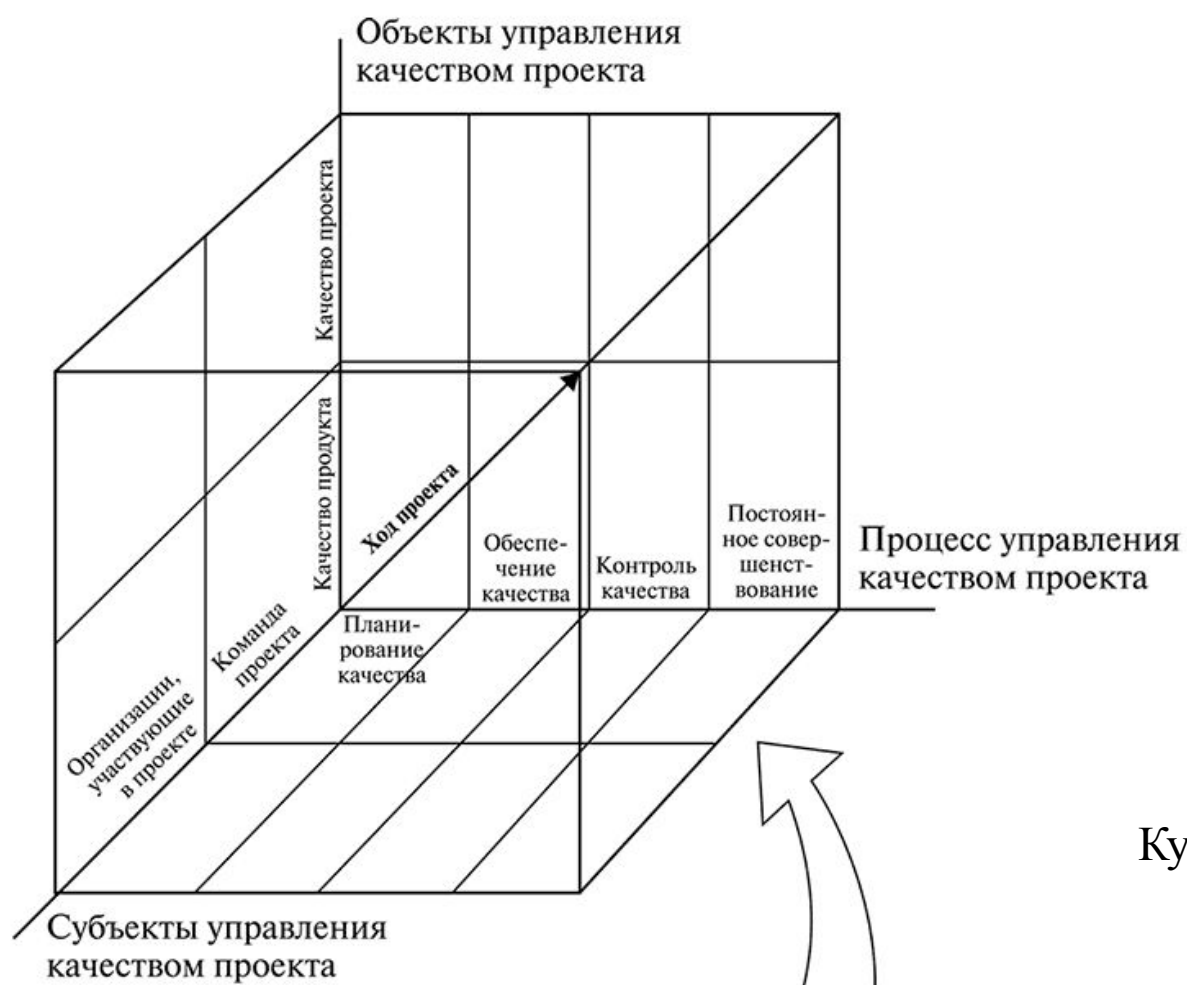 Объекты управления
качеством проекта
Качество проекта
Качество продукта
Ход проекта
Обеспе-
чение
качества
Контроль
качества
Постоян-
ное совер-
шенст-
вование
Процесс управления
качеством проекта
Плани-
рование
качества
Команда
проекта
Организации,
участвующие
в проекте
Ку
Субъекты управления
качеством проекта